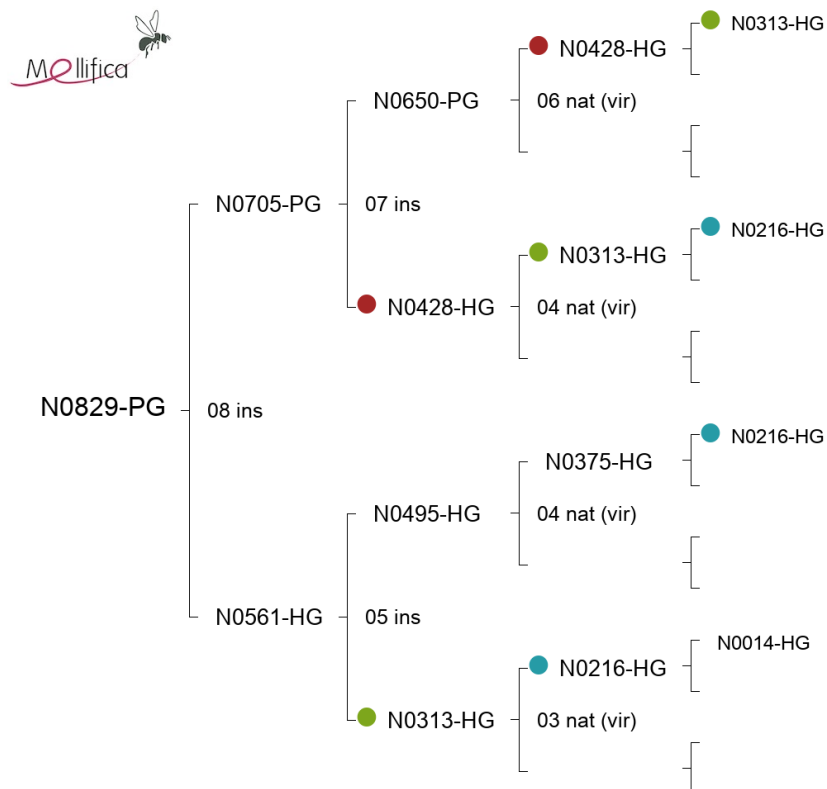 Mellifica
N0313-HG
N0428-HG
N0650-PG
06 nat (vir)
N0705-PG
07 ins
N0216-HG
N0313-HG
N0428-HG
04 nat (vir)
N0829-PG
08 ins
N0216-HG
N0375-HG
N0495-HG
04 nat (vir)
N0561-HG
05 ins
N0014-HG
N0216-HG
N0313-HG
03 nat (vir)